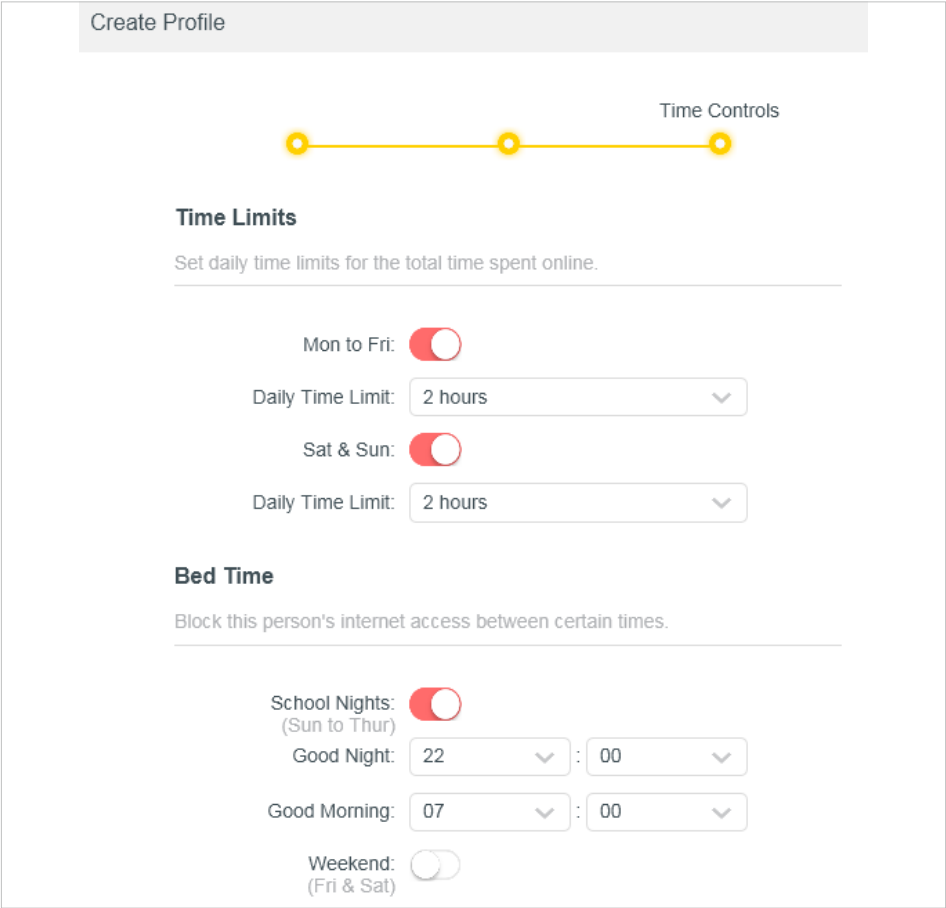 Create Profile
Time Controls
Time Limits
Set daily time limits for the total time spent online.
Mon to Fri:
Daily Time Limit: 2 hours
Sat & Sun:
Daily Time Limit: 2 hours
Bed Time
Block this person's internet access between certain times.
School Nights:
(Sun to Thur)
Good Night: 22 : 00
Good Morning: 07 : 00
Weekend:
(Fri & Sat)